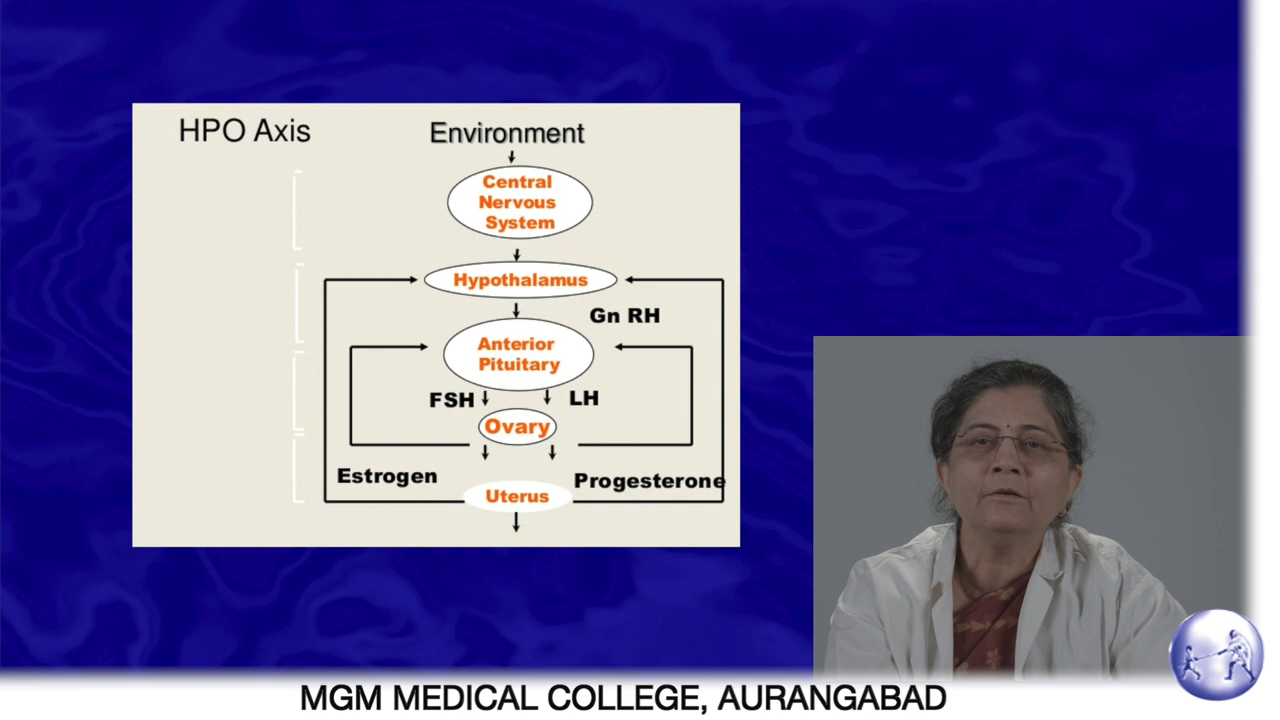 HPO Axis
Environment
Central
Nervous
System
Hypothalamus
Gn RH
Anterior
Pituitary
FSH
LH
Ovary
Estrogen
Progesterone
Uterus
MGM MEDICAL COLLEGE, AURANGABAD